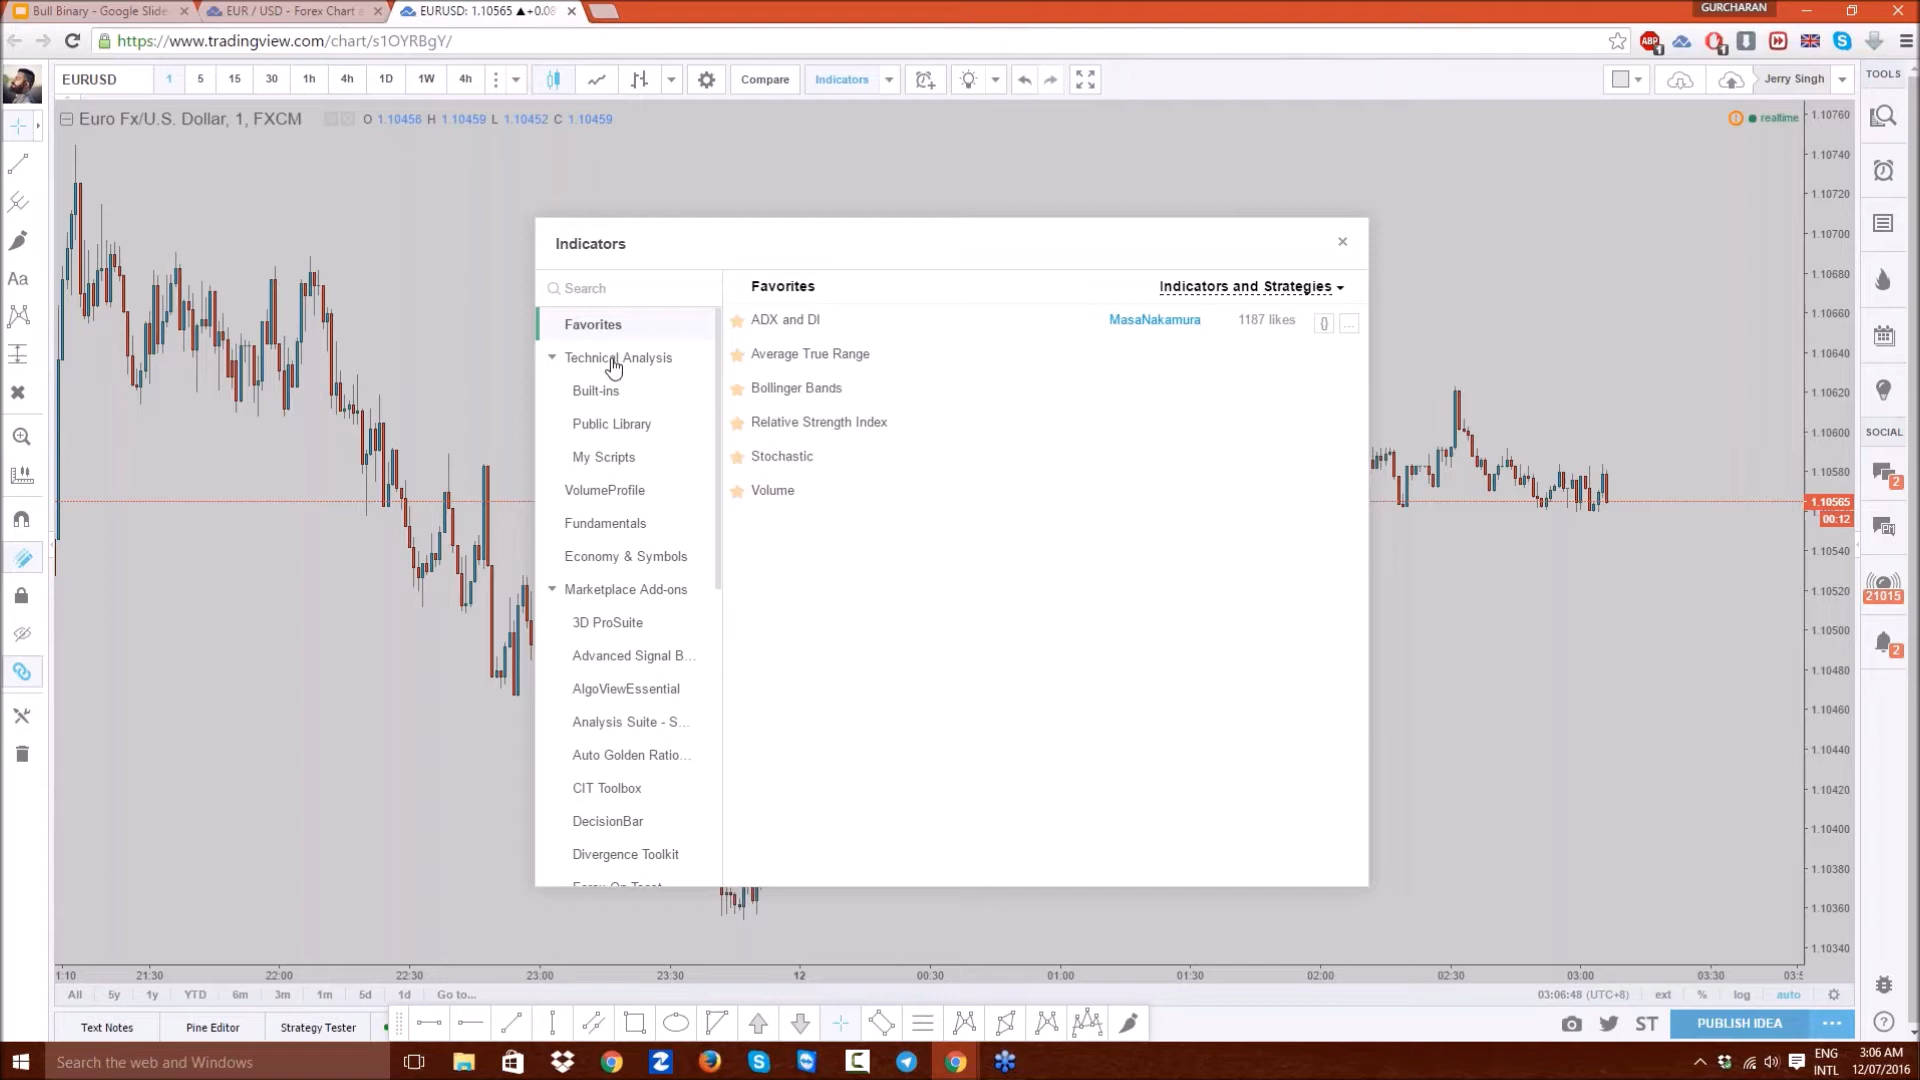 Bull Binary - Google Slide
EUR / USD - Forex Chart
EURUSD: 1.10565 ▲+0.08
GURCHARAN
https://www.tradingview.com/chart/s1OYRBgY/
EURUSD 1 5 15 30 1h 4h 1D 1W 4h Compare Indicators Jerry Singh TOOLS
Euro Fx/U.S. Dollar, 1, FXCM O 1.10456 H 1.10459 L 1.10452 C 1.10459
realtime
Aa
Indicators
Search
Favorites
Technical Analysis
Built-ins
Public Library
My Scripts
VolumeProfile
Fundamentals
Economy & Symbols
Marketplace Add-ons
3D ProSuite
Advanced Signal B...
AlgoViewEssential
Analysis Suite - S...
Auto Golden Ratio...
CIT Toolbox
DecisionBar
Divergence Toolkit
Favorites Indicators and Strategies
ADX and DI MasaNakamura 1187 likes {} ...
Average True Range
Bollinger Bands
Relative Strength Index
Stochastic
Volume
1.10760
1.10740
1.10720
1.10700
1.10680
1.10660
1.10640
1.10620
1.10600
1.10580
1.10565
00:12
1.10540
1.10520
1.10500
1.10480
1.10460
1.10440
1.10420
1.10400
1.10380
1.10360
1.10340
SOCIAL
2
21015
2
1:10 21:30 22:00 22:30 23:00 23:30 12 00:30 01:00 01:30 02:00 02:30 03:00 03:30 03:5
All 5y 1y YTD 6m 3m 1m 5d 1d Go to... 03:06:48 (UTC+8) ext % log auto
Text Notes Pine Editor Strategy Tester ST PUBLISH IDEA ...
Search the web and Windows
ENG
INTL
3:06 AM
12/07/2016